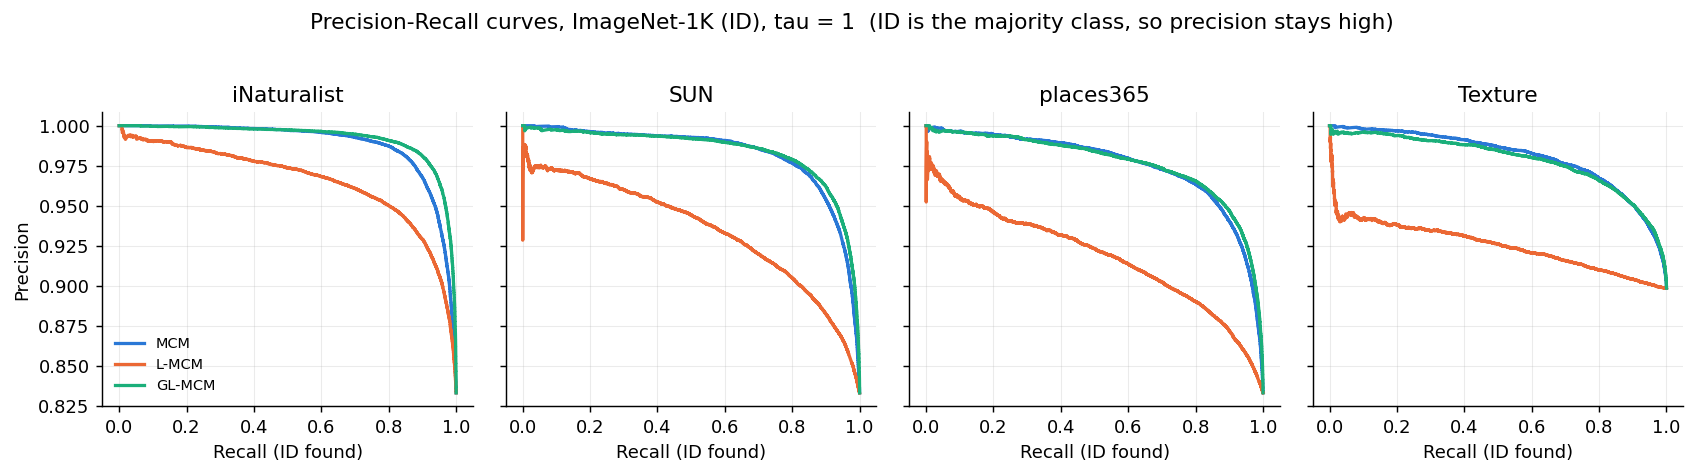 Precision-Recall curves, ImageNet-1K (ID), tau = 1  (ID is the majority class, so precision stays high)
iNaturalist
SUN
places365
Texture
Precision
1.000
0.975
0.950
0.925
0.900
0.875
0.850
0.825
MCM
L-MCM
GL-MCM
0.0 0.2 0.4 0.6 0.8 1.0
0.0 0.2 0.4 0.6 0.8 1.0
0.0 0.2 0.4 0.6 0.8 1.0
0.0 0.2 0.4 0.6 0.8 1.0
Recall (ID found)
Recall (ID found)
Recall (ID found)
Recall (ID found)